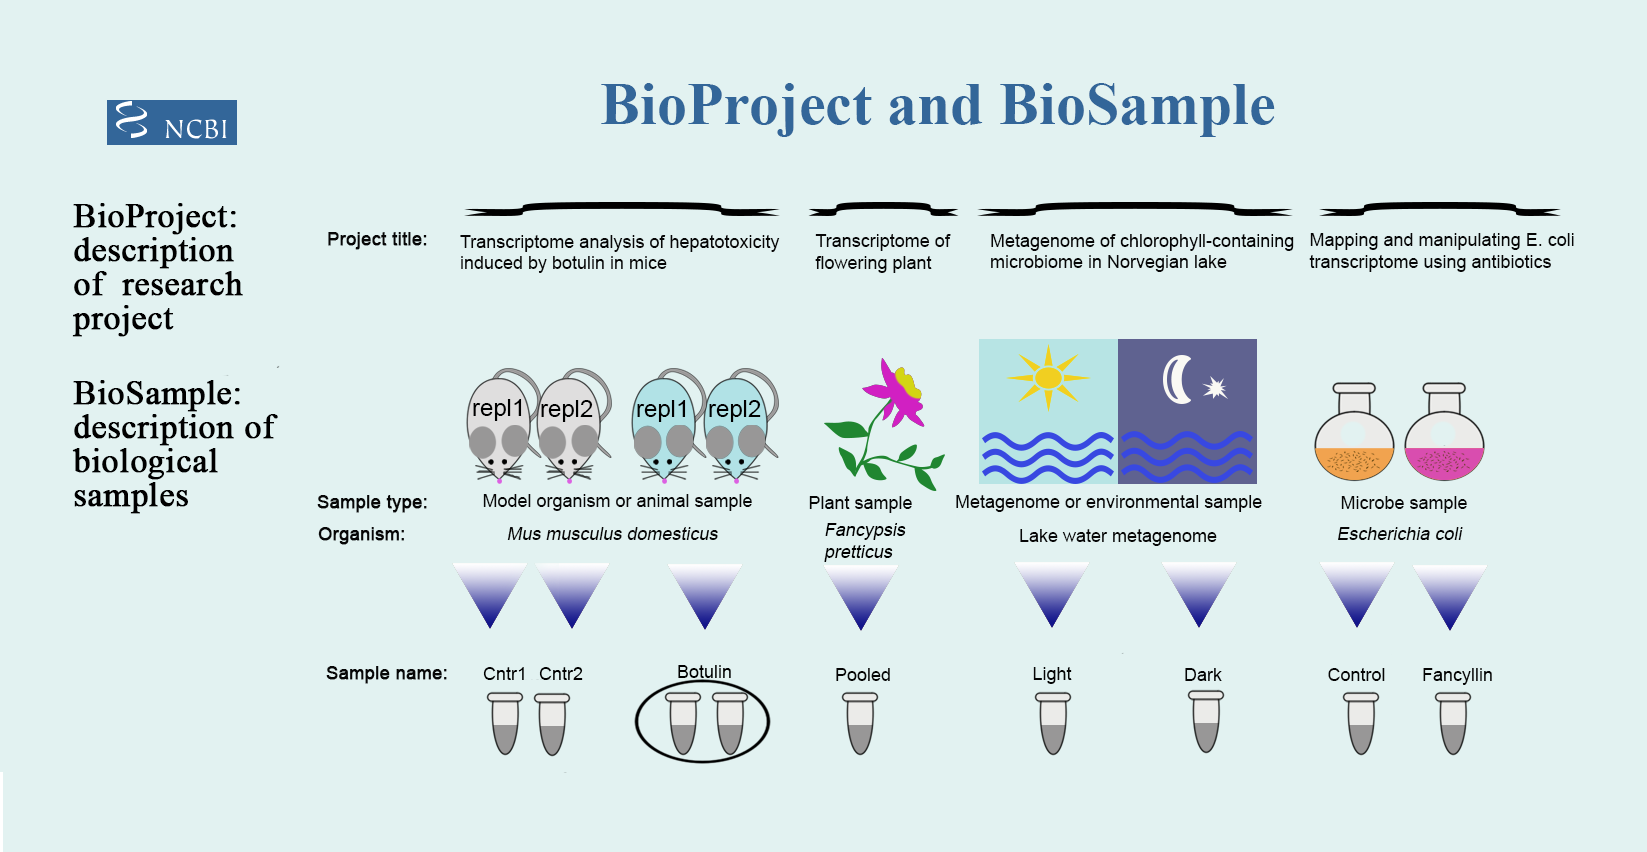 NCBI
BioProject and BioSample
BioProject:
description
of research
project
Project title:
Transcriptome analysis of hepatotoxicity
induced by botulin in mice
Transcriptome of
flowering plant
Metagenome of chlorophyll-containing
microbiome in Norwegian lake
Mapping and manipulating E. coli
transcriptome using antibiotics
BioSample:
description of
biological
samples
repl1 repl2 repl1 repl2
Sample type:
Model organism or animal sample
Plant sample
Metagenome or environmental sample
Microbe sample
Organism:
Mus musculus domesticus
Fancypsis
pretticus
Lake water metagenome
Escherichia coli
Sample name:
Cntr1 Cntr2 Botulin Pooled Light Dark Control Fancyllin